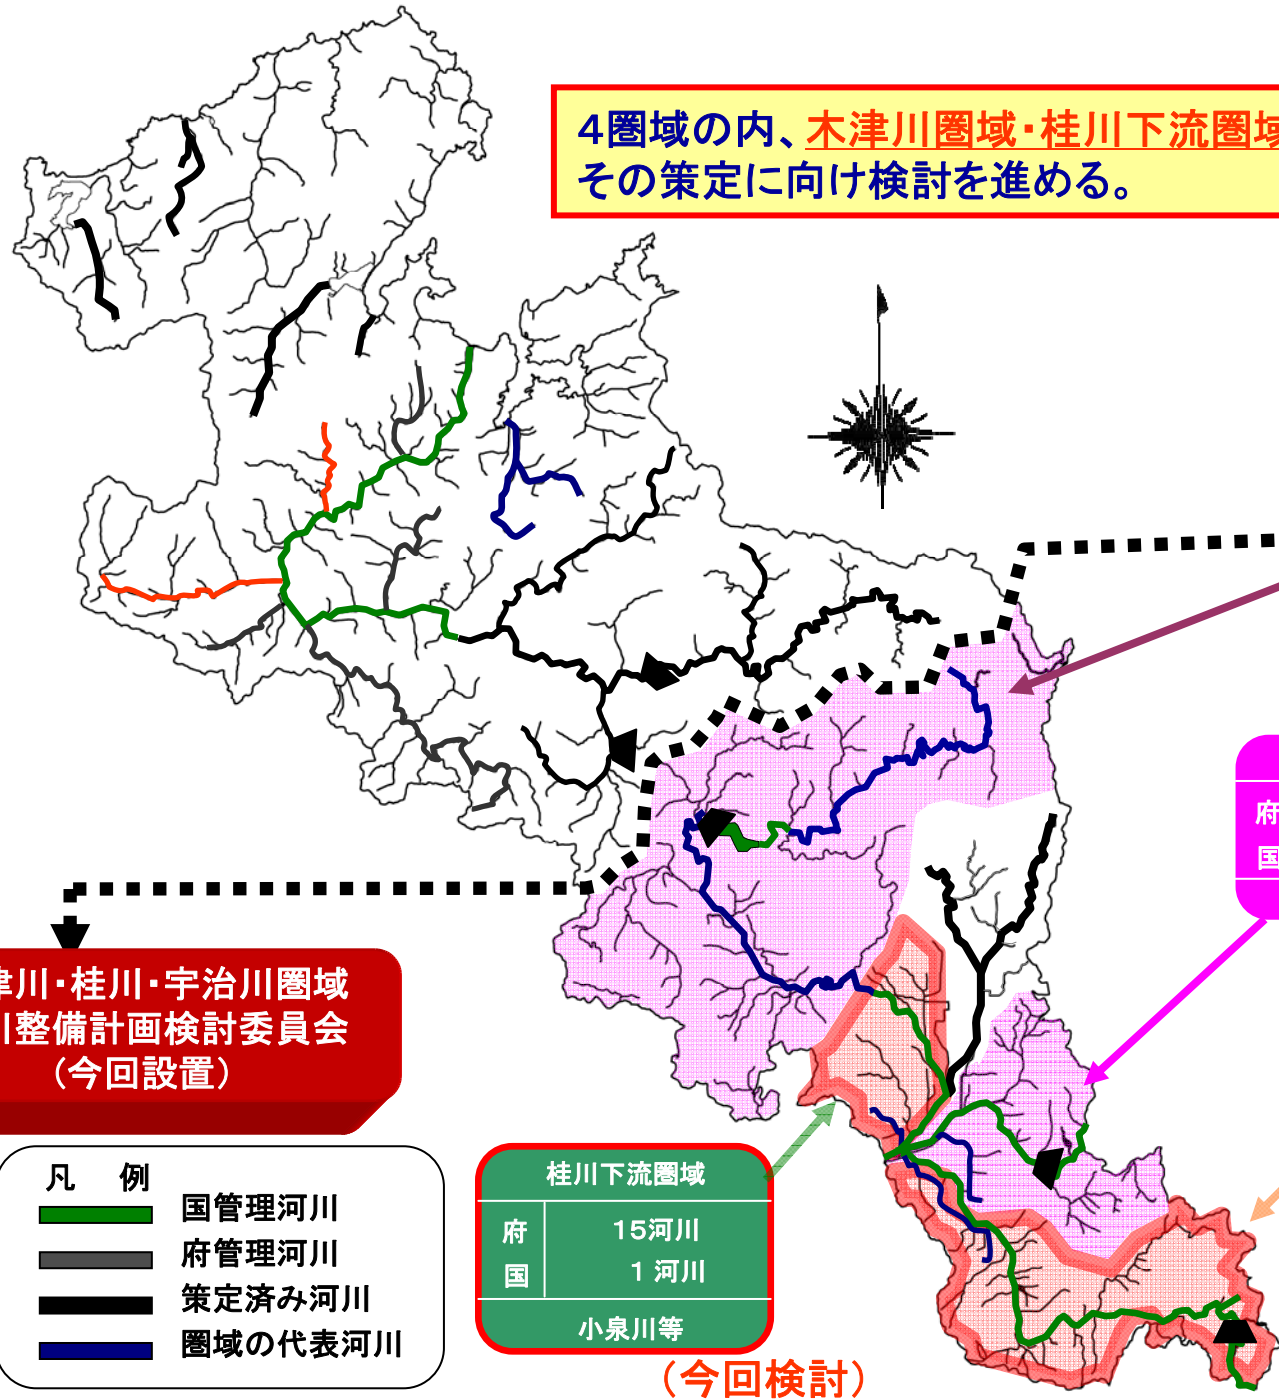 4圏域の内、木津川圏域・桂川下流圏域
その策定に向け検討を進める。
府
国
津川・桂川・宇治川圏域
川整備計画検討委員会
(今回設置)
凡 例
国管理河川
府管理河川
策定済み河川
圏域の代表河川
桂川下流圏域
府 15河川
国 1河川
小泉川等
(今回検討)